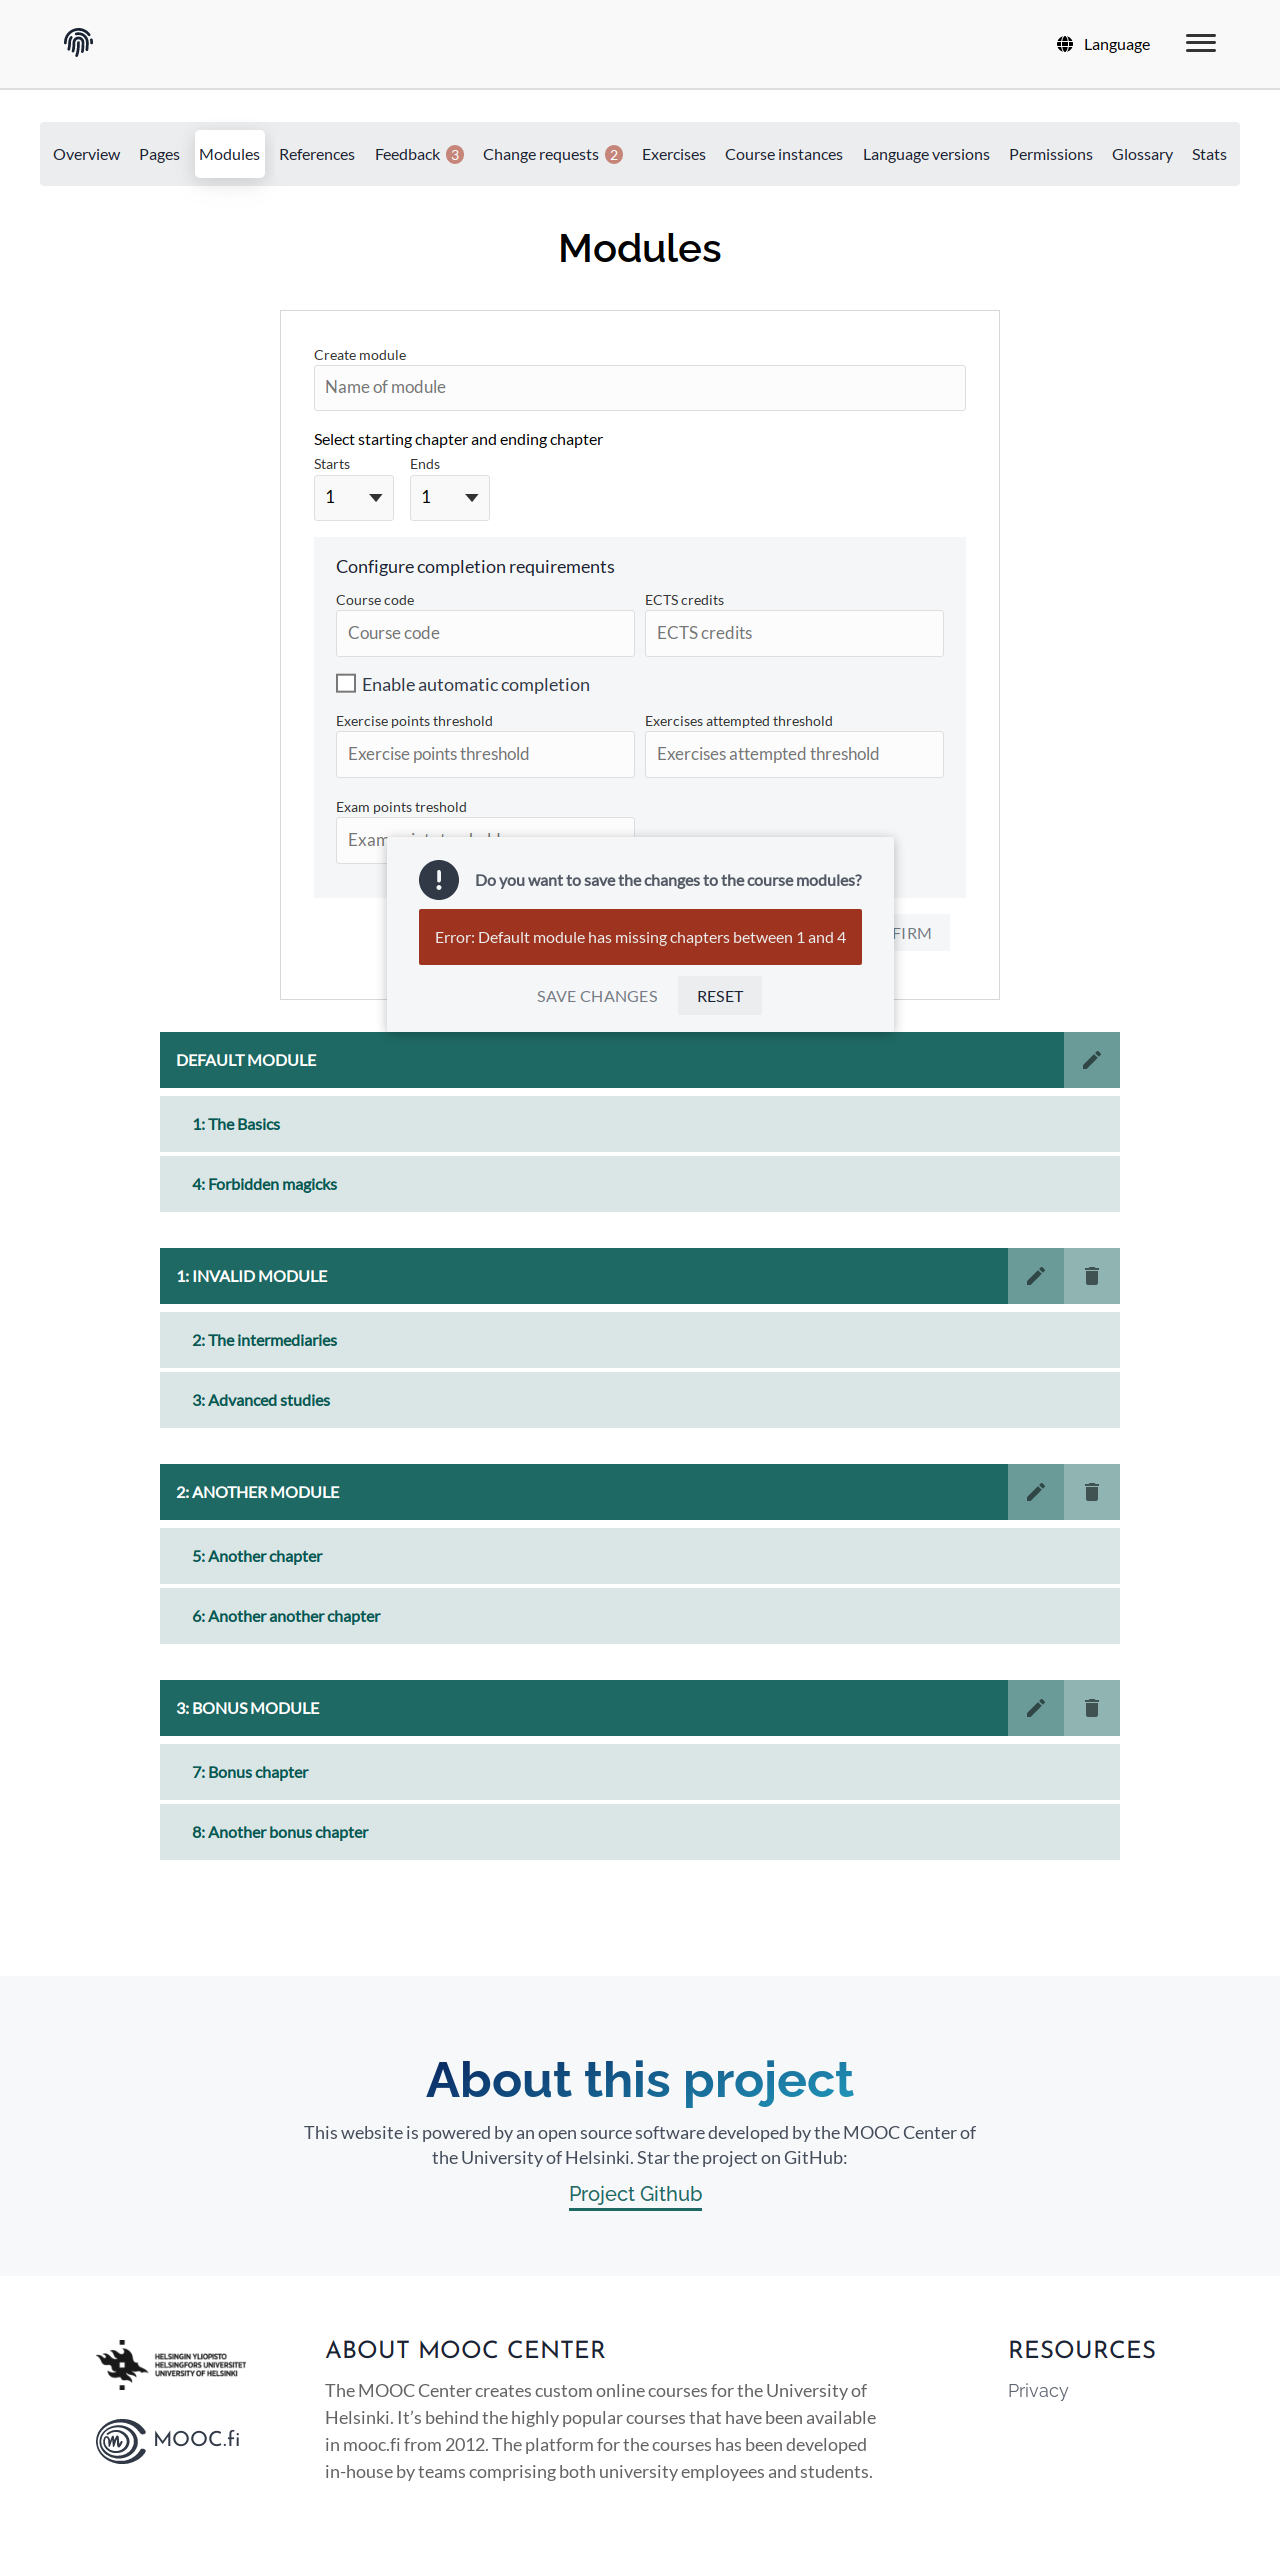 Language
Overview Pages Modules References Feedback 3 Change requests 2 Exercises Course instances Language versions Permissions Glossary Stats
Modules
Create module
Name of module
Select starting chapter and ending chapter
Starts Ends
1 1
Configure completion requirements
Course code ECTS credits
Course code ECTS credits
Enable automatic completion
Exercise points threshold Exercises attempted threshold
Exercise points threshold Exercises attempted threshold
Exam points treshold
Do you want to save the changes to the course modules?
Error: Default module has missing chapters between 1 and 4
SAVE CHANGES RESET
DEFAULT MODULE
1: The Basics
4: Forbidden magicks
1: INVALID MODULE
2: The intermediaries
3: Advanced studies
2: ANOTHER MODULE
5: Another chapter
6: Another another chapter
3: BONUS MODULE
7: Bonus chapter
8: Another bonus chapter
About this project
This website is powered by an open source software developed by the MOOC Center of
the University of Helsinki. Star the project on GitHub:
Project Github
HELSINGIN YLIOPISTO
HELSINGFORS UNIVERSITET
UNIVERSITY OF HELSINKI
MOOC.fi
ABOUT MOOC CENTER
The MOOC Center creates custom online courses for the University of
Helsinki. It’s behind the highly popular courses that have been available
in mooc.fi from 2012. The platform for the courses has been developed
in-house by teams comprising both university employees and students.
RESOURCES
Privacy